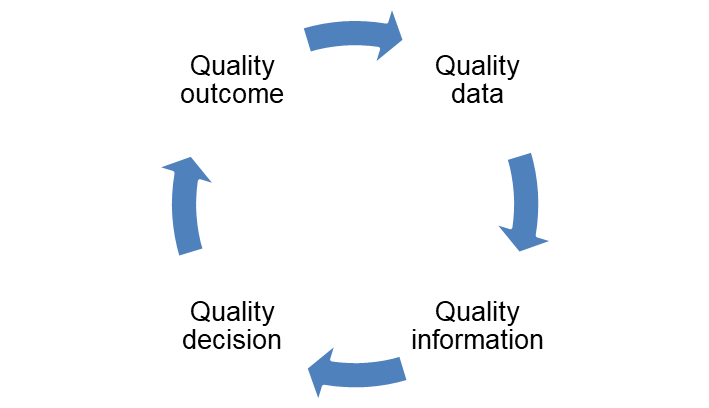 Quality
outcome
Quality
data
Quality
information
Quality
decision